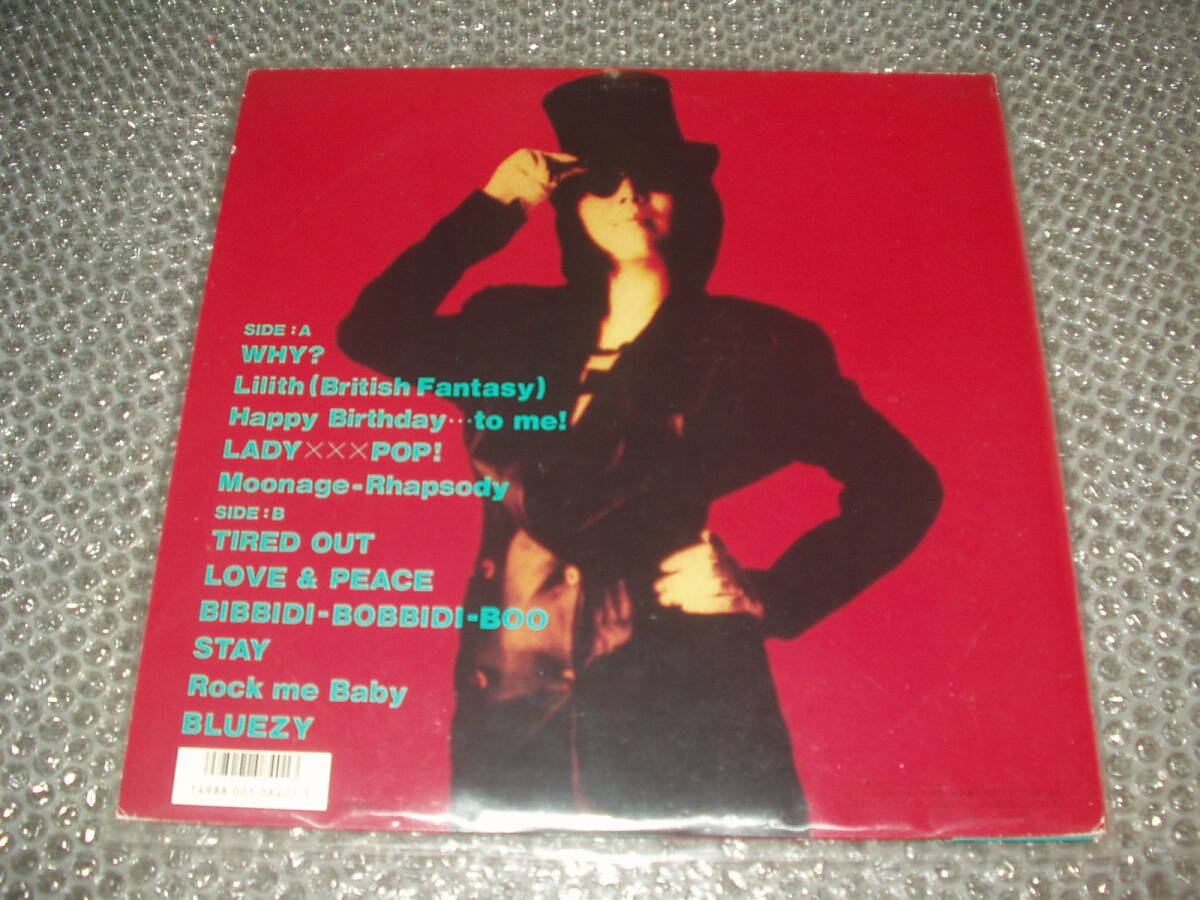 SIDE : A
WHY?
Lilith (British Fantasy)
Happy Birthday…to me!
LADY×××POP!
Moonage-Rhapsody
SIDE : B
TIRED OUT
LOVE & PEACE
BIBBIDI-BOBBIDI-BOO
STAY
Rock me Baby
BLUEZY